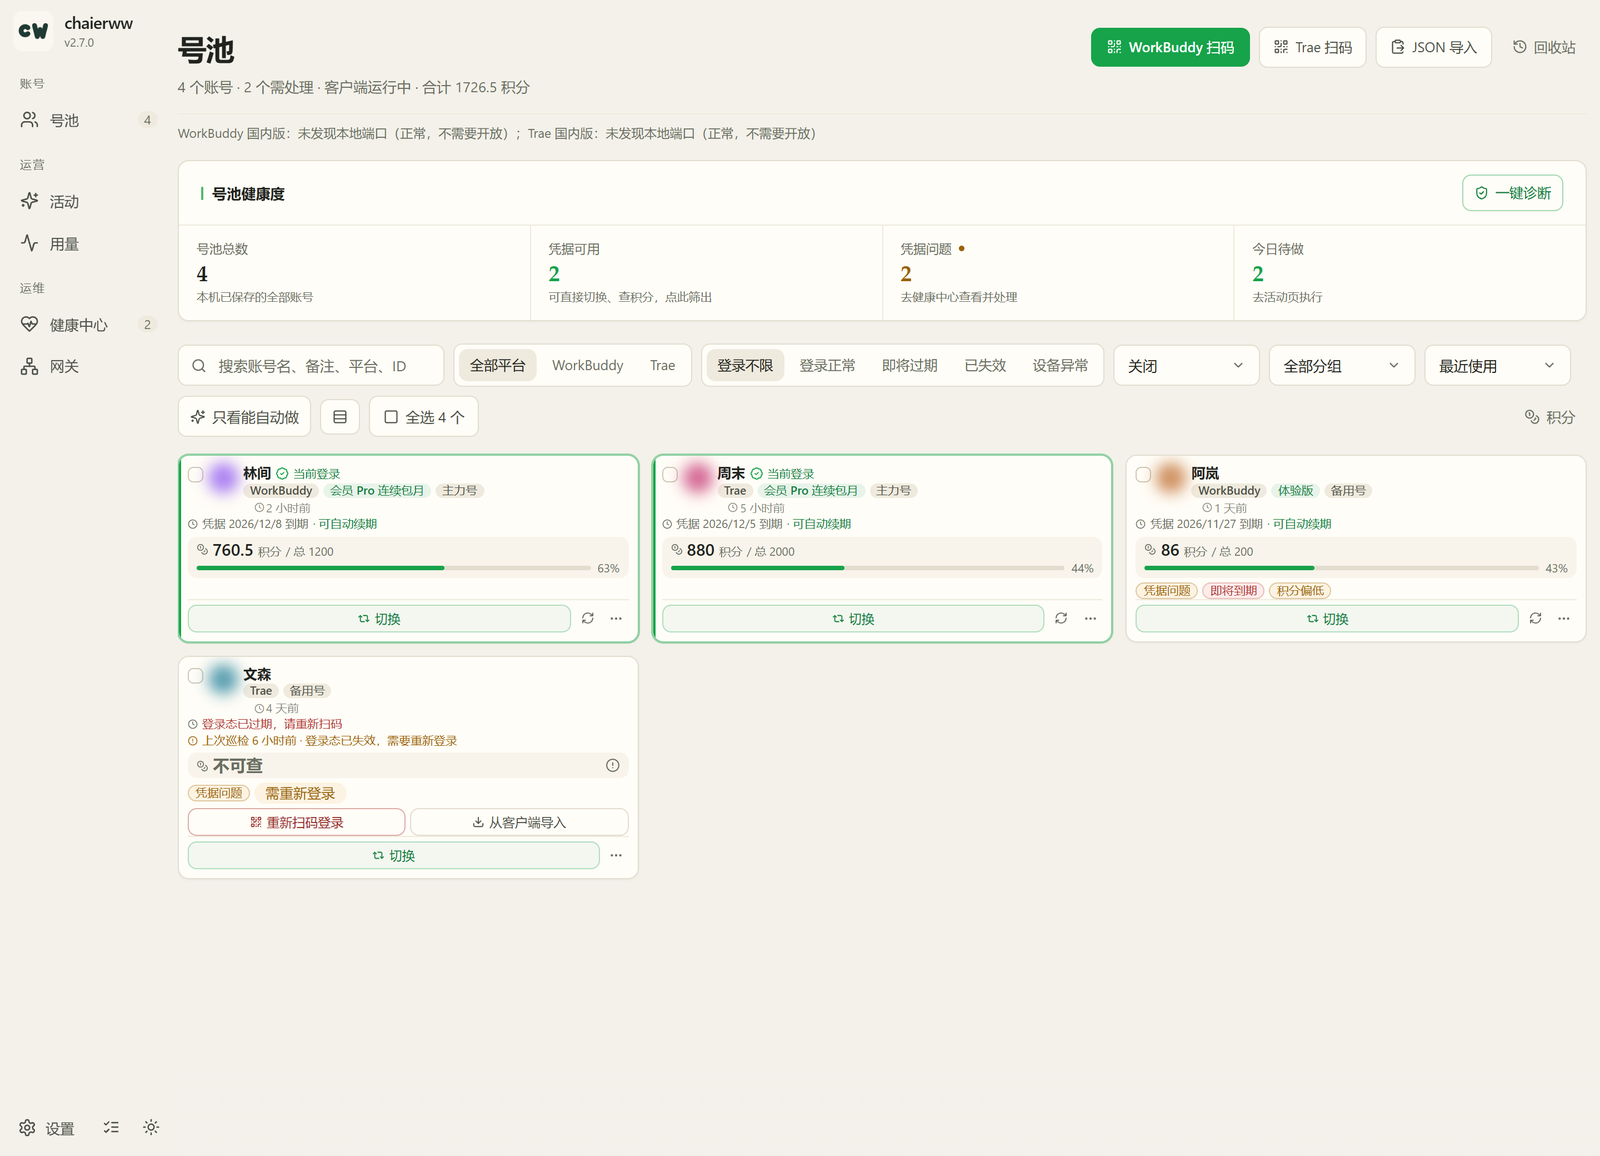 cw chaierww
v2.7.0
账号
号池 4
运营
活动
用量
运维
健康中心 2
网关
设置
号池
4 个账号 · 2 个需处理 · 客户端运行中 · 合计 1726.5 积分
WorkBuddy 扫码
Trae 扫码
JSON 导入
回收站
WorkBuddy 国内版：未发现本地端口（正常，不需要开放）；Trae 国内版：未发现本地端口（正常，不需要开放）
号池健康度
一键诊断
号池总数
4
本机已保存的全部账号
凭据可用
2
可直接切换、查积分，点此筛出
凭据问题
2
去健康中心查看并处理
今日待做
2
去活动页执行
搜索账号名、备注、平台、ID
全部平台 WorkBuddy Trae
登录不限 登录正常 即将过期 已失效 设备异常
关闭
全部分组
最近使用
只看能自动做
全选 4 个
积分
林间 当前登录
WorkBuddy 会员 Pro 连续包月 主力号
2 小时前
凭据 2026/12/8 到期 · 可自动续期
760.5 积分 / 总 1200
63%
切换
周末 当前登录
Trae 会员 Pro 连续包月 主力号
5 小时前
凭据 2026/12/5 到期 · 可自动续期
880 积分 / 总 2000
44%
切换
阿岚
WorkBuddy 体验版 备用号
1 天前
凭据 2026/11/27 到期 · 可自动续期
86 积分 / 总 200
43%
凭据问题 即将到期 积分偏低
切换
文森
Trae 备用号
4 天前
登录态已过期，请重新扫码
上次巡检 6 小时前 · 登录态已失效，需要重新登录
不可查
凭据问题 需重新登录
重新扫码登录
从客户端导入
切换